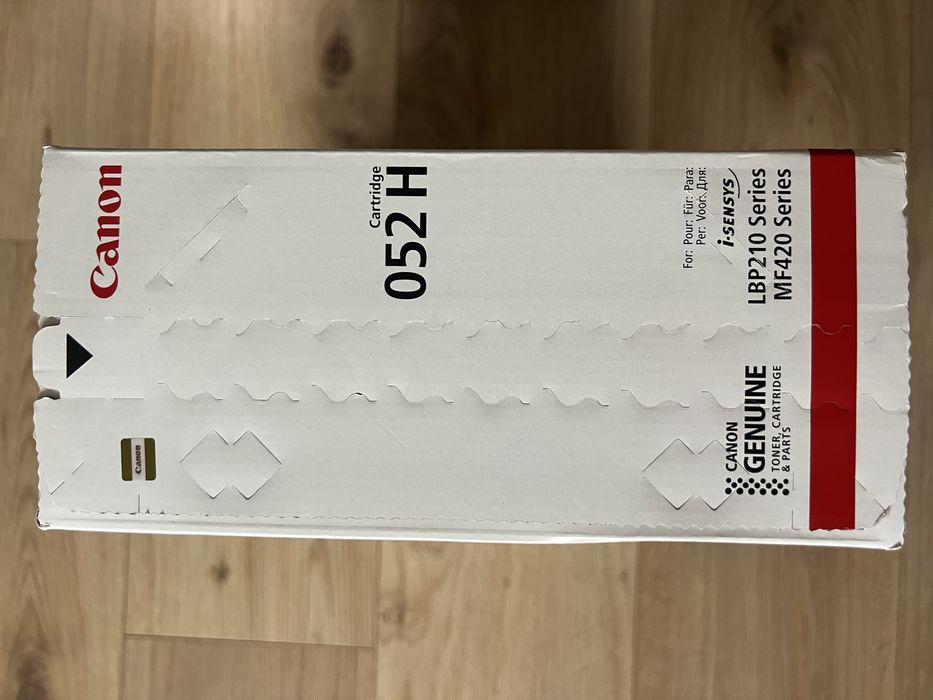 Canon
Cartridge
052 H
For: Pour: Für: Para:
Per: Voor: Для:
i-SENSYS
LBP210 Series
MF420 Series
Canon
CANON
GENUINE
TONER, CARTRIDGE
& PARTS